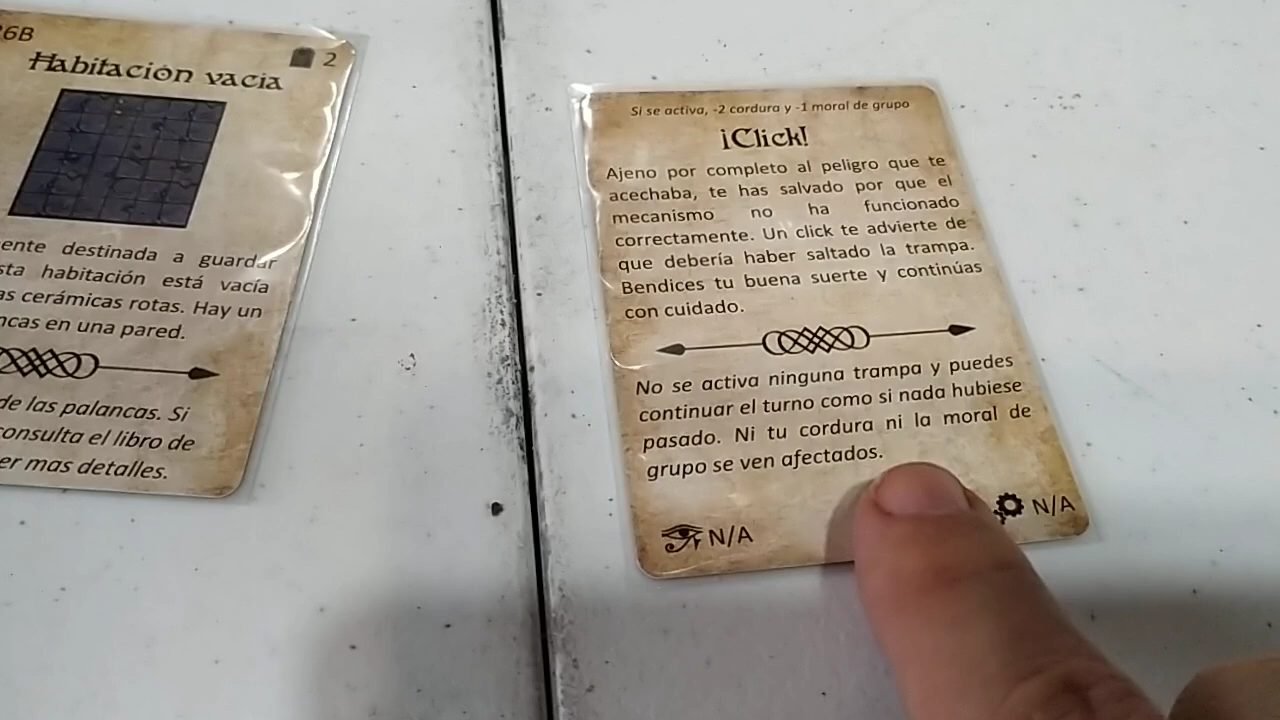 26B
2
Habitación vacia
ente destinada a guardar
sta habitación está vacía
as cerámicas rotas. Hay un
ncas en una pared.
de las palancas. Si
consulta el libro de
er mas detalles.
Si se activa, -2 cordura y -1 moral de grupo
¡Click!
Ajeno por completo al peligro que te
acechaba, te has salvado por que el
mecanismo no ha funcionado
correctamente. Un click te advierte de
que debería haber saltado la trampa.
Bendices tu buena suerte y continúas
con cuidado.
No se activa ninguna trampa y puedes
continuar el turno como si nada hubiese
pasado. Ni tu cordura ni la moral de
grupo se ven afectados.
N/A
N/A